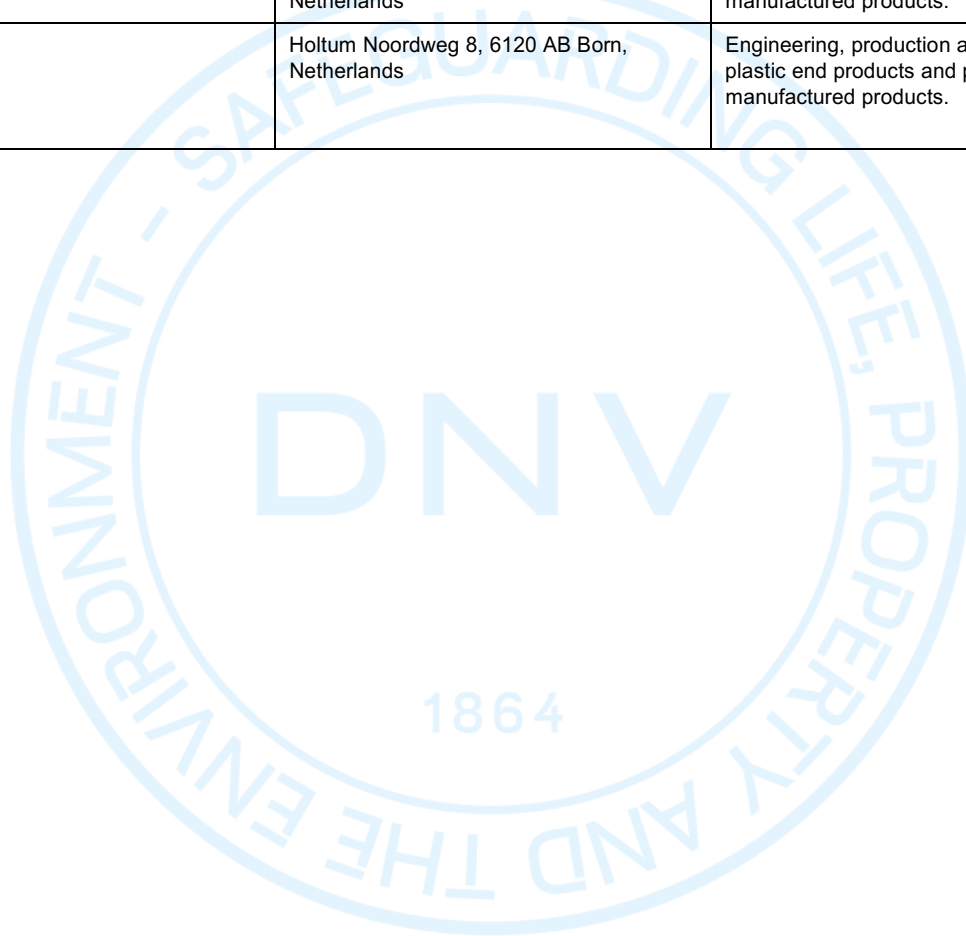 Netherlands
manufactured products.
Holtum Noordweg 8, 6120 AB Born,
Netherlands
Engineering, production a
plastic end products and p
manufactured products.
SAFEGUARDING LIFE, PROPERTY AND THE ENVIRONMENT -
DNV
1864